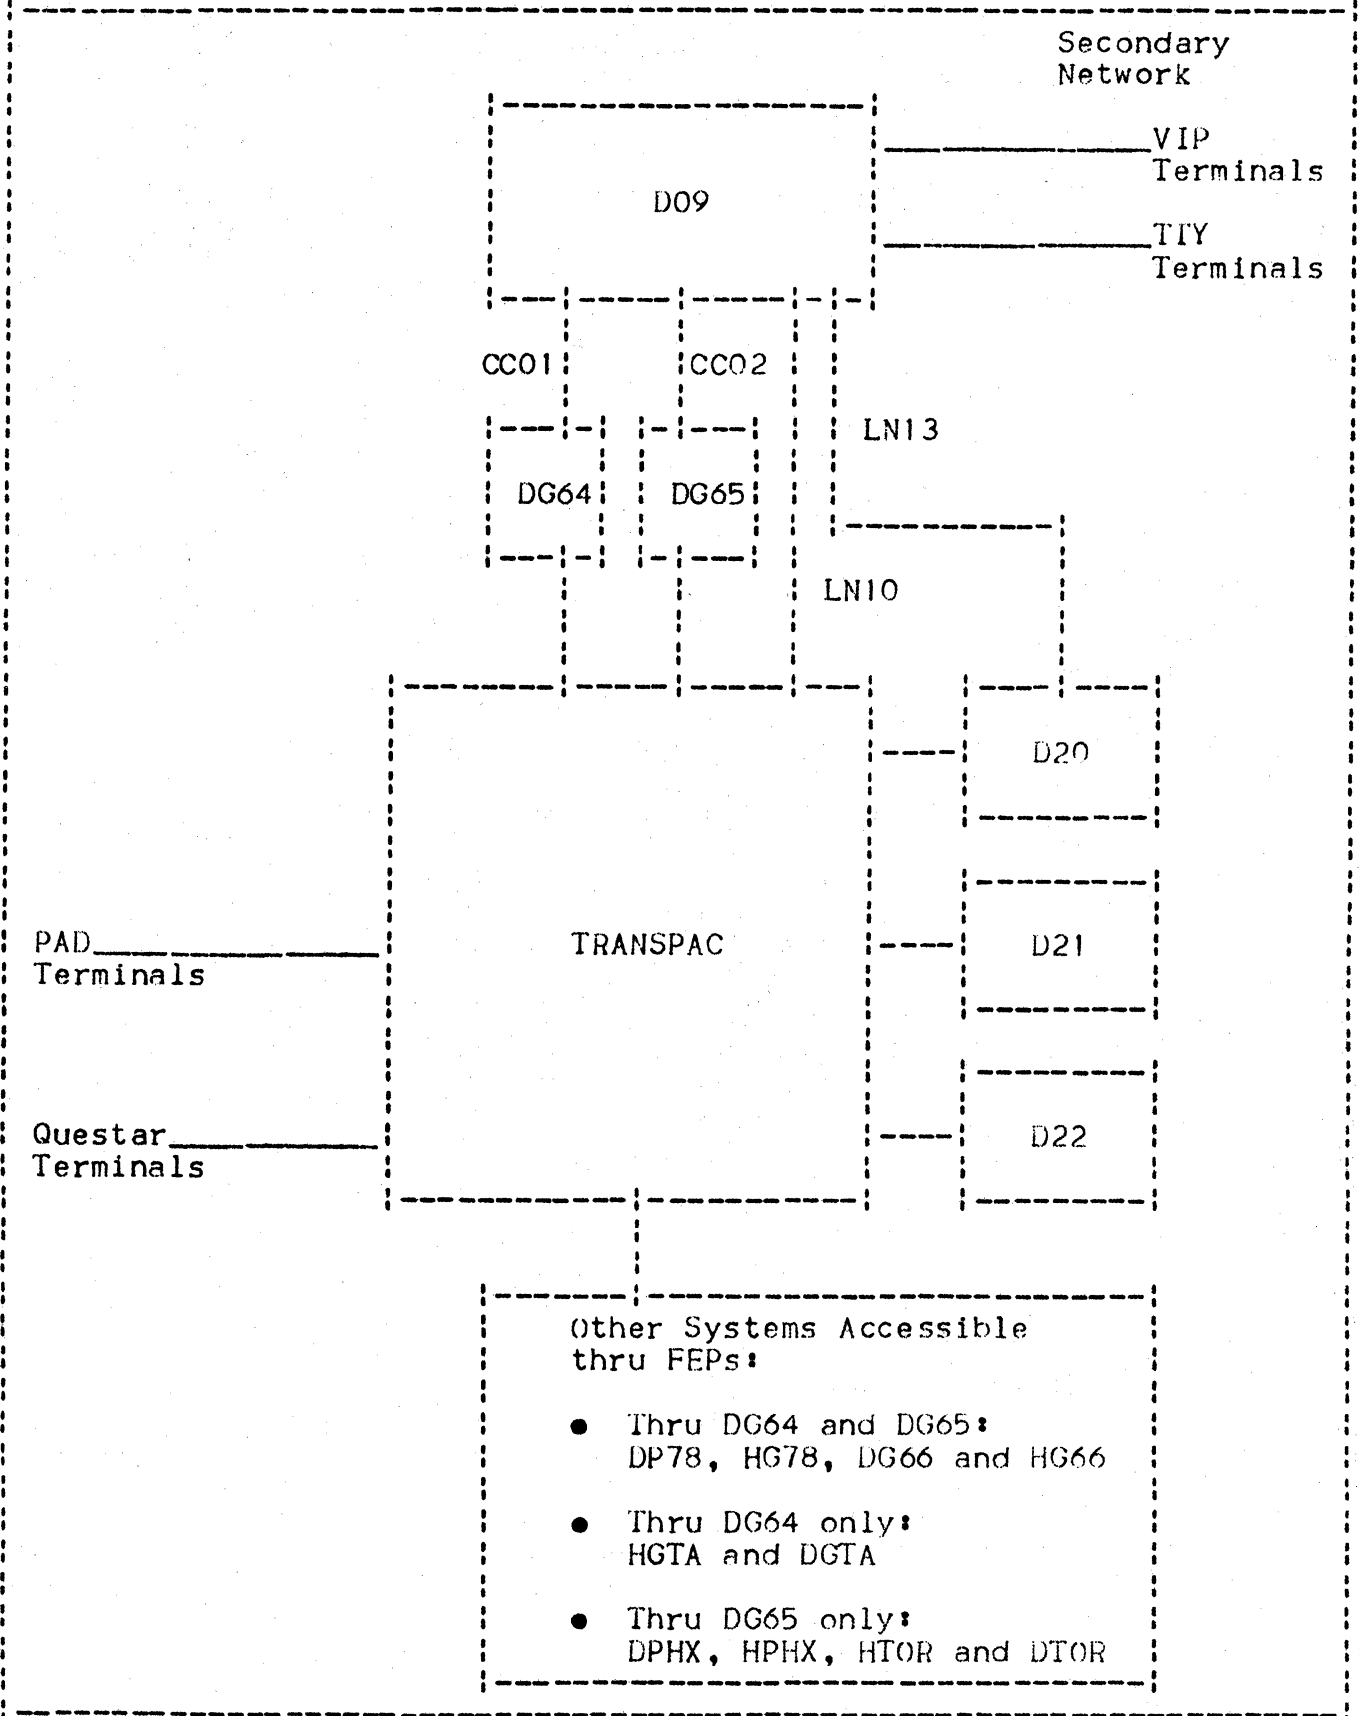 Secondary
Network
VIP
Terminals
D09
TTY
Terminals
CC01
CC02
LN13
DG64
DG65
LN10
D20
PAD
Terminals
TRANSPAC
D21
Questar
Terminals
D22
Other Systems Accessible
thru FEPs:
● Thru DG64 and DG65:
DP78, HG78, DG66 and HG66
● Thru DG64 only:
HGTA and DGTA
● Thru DG65 only:
DPHX, HPHX, HTOR and DTOR